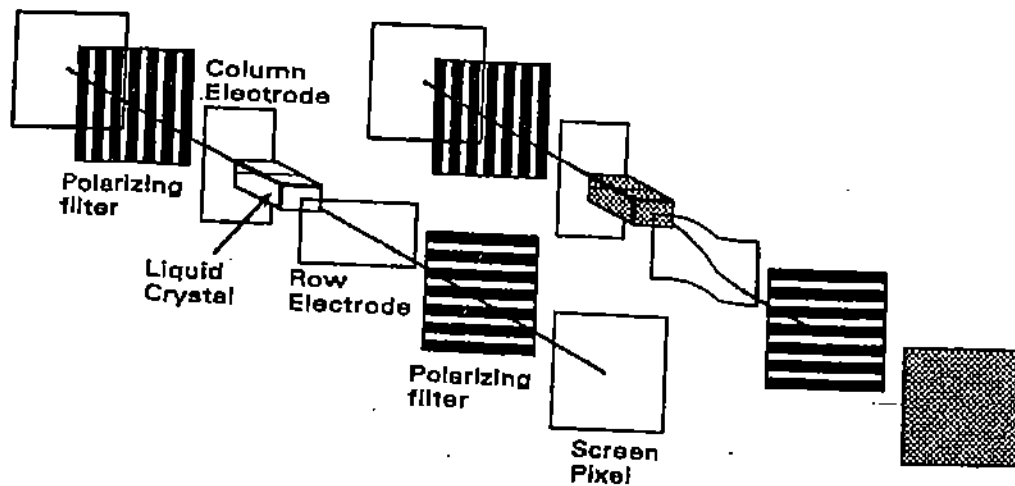 Column
Electrode
Polarizing
filter
Liquid
Crystal
Row
Electrode
Polarizing
filter
Screen
Pixel